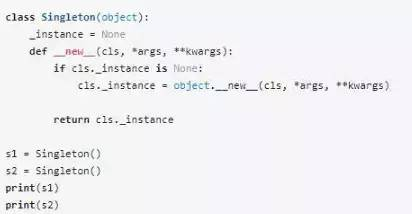 class Singleton(object):
    _instance = None
    def __new__(cls, *args, **kwargs):
        if cls._instance is None:
            cls._instance = object.__new__(cls, *args, **kwargs)

        return cls._instance

s1 = Singleton()
s2 = Singleton()
print(s1)
print(s2)